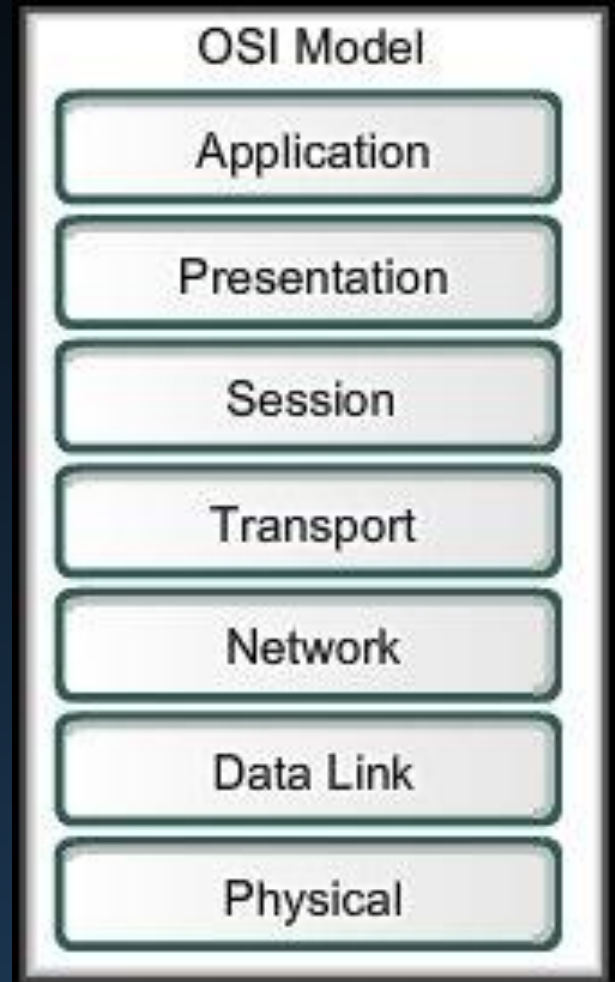 OSI Model
Application
Presentation
Session
Transport
Network
Data Link
Physical